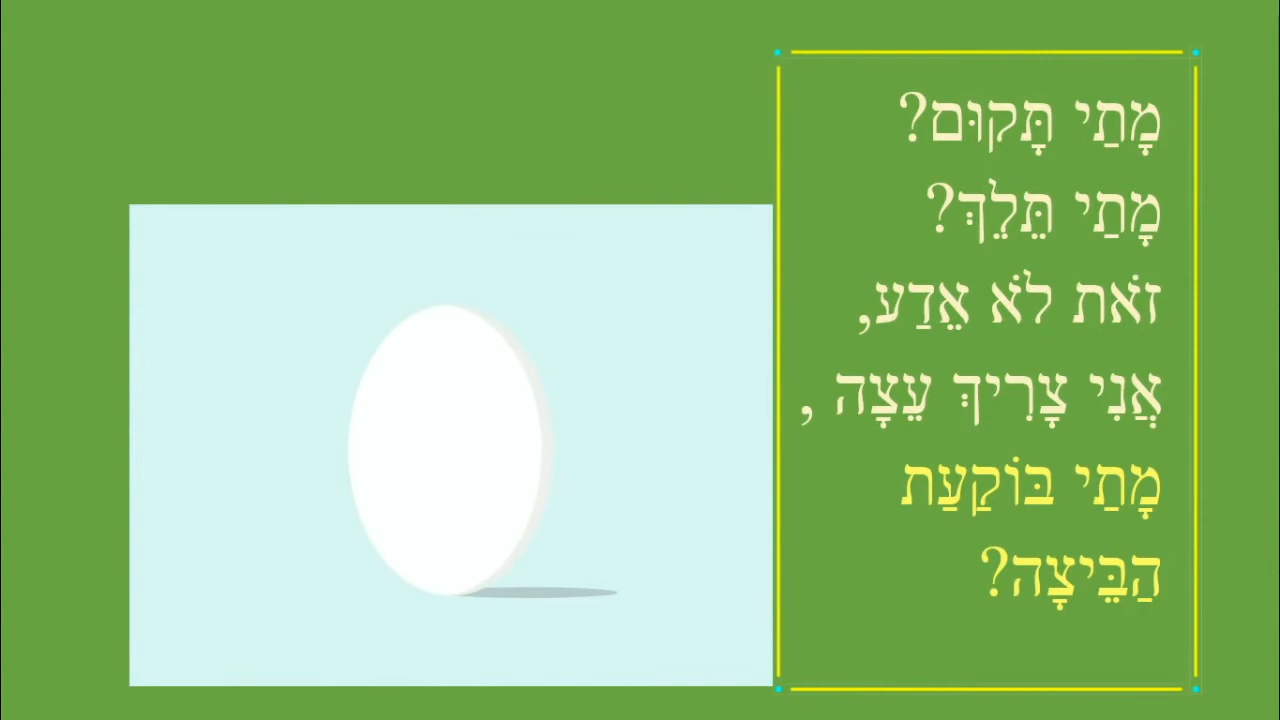 מָתַי תָּקוּם?
מָתַי תֵּלֵךְ?
זֹאת לֹא אֵדַע,
אֲנִי צָרִיךְ עֵצָה ,
מָתַי בּוֹקַעַת
הַבֵּיצָה?